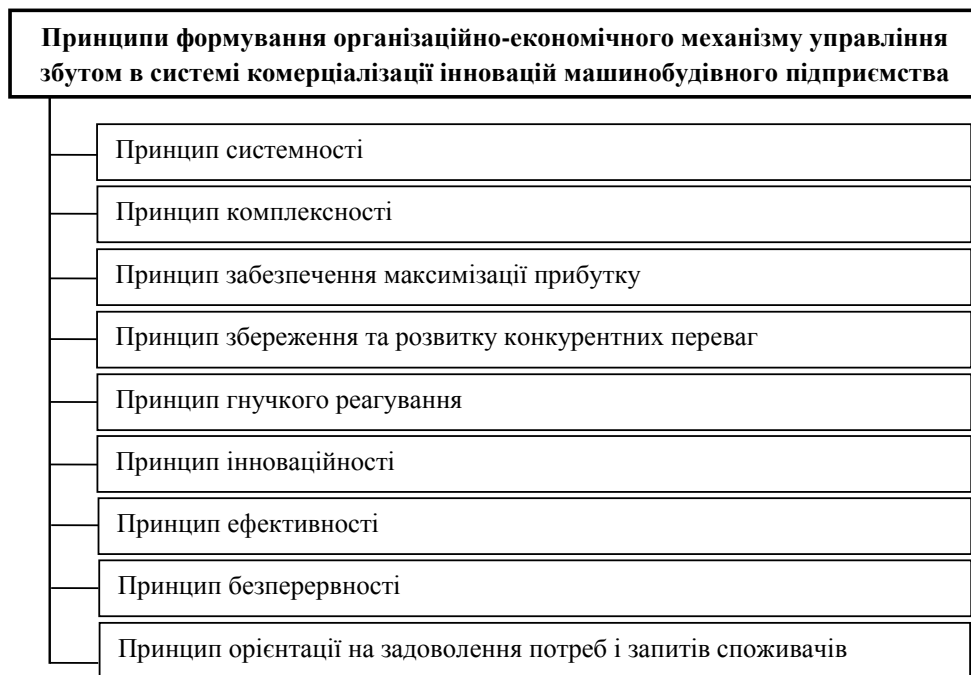 Принципи формування організаційно-економічного механізму управління
збутом в системі комерціалізації інновацій машинобудівного підприємства
Принцип системності
Принцип комплексності
Принцип забезпечення максимізації прибутку
Принцип збереження та розвитку конкурентних переваг
Принцип гнучкого реагування
Принцип інноваційності
Принцип ефективності
Принцип безперервності
Принцип орієнтації на задоволення потреб і запитів споживачів